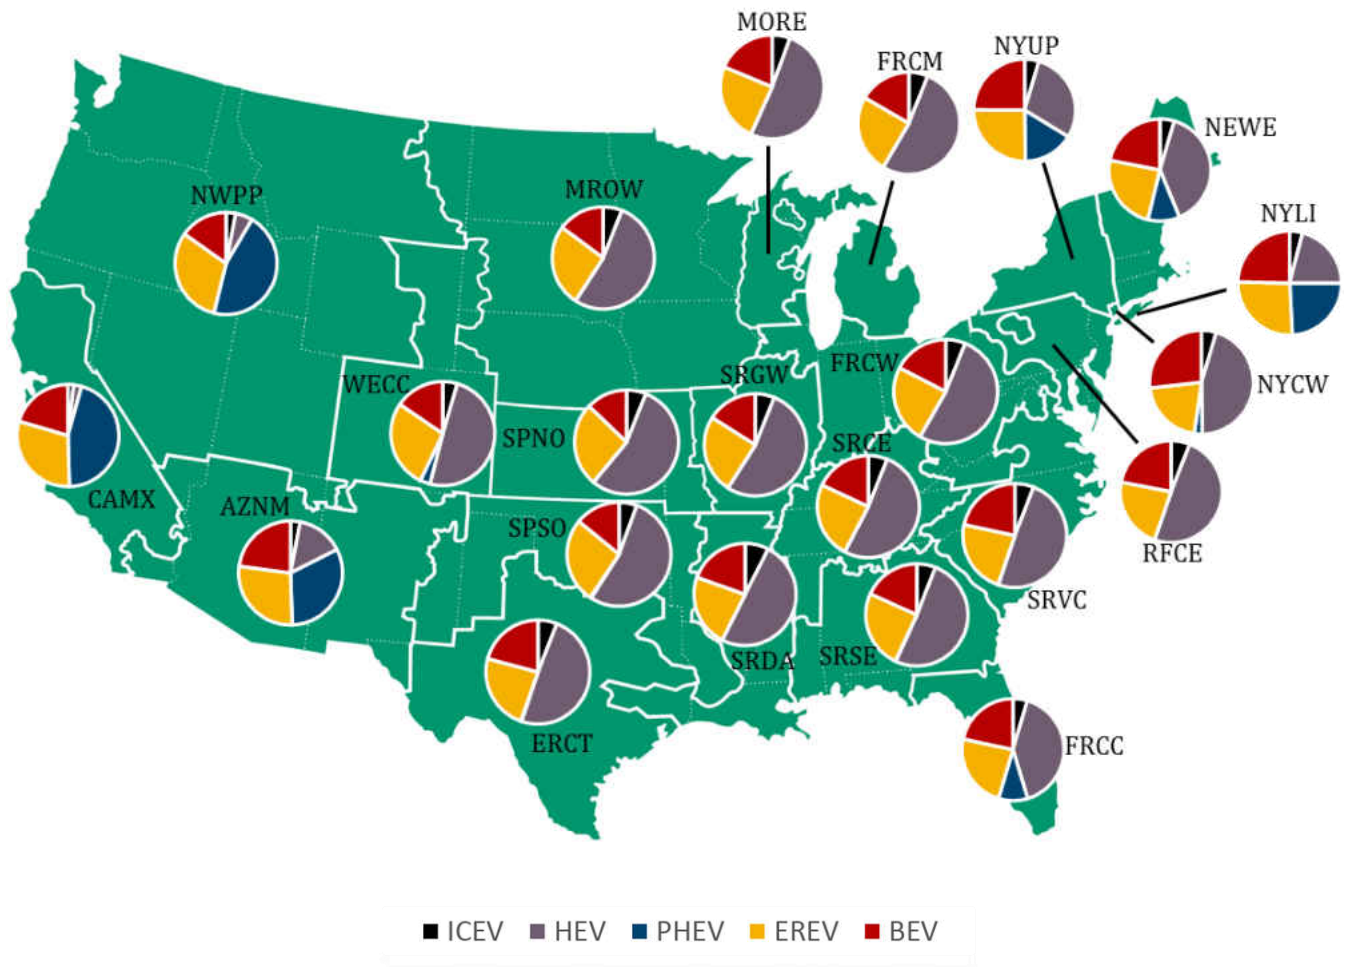 MORE
FRCM
NYUP
NEWE
NWPP
MROW
NYLI
WECC
SRGW
FRCW
NYCW
SPNO
SRCE
CAMX
AZNM
SPSO
RFCE
SRVC
SRDA
SRSE
ERCT
FRCC
ICEV HEV PHEV EREV BEV